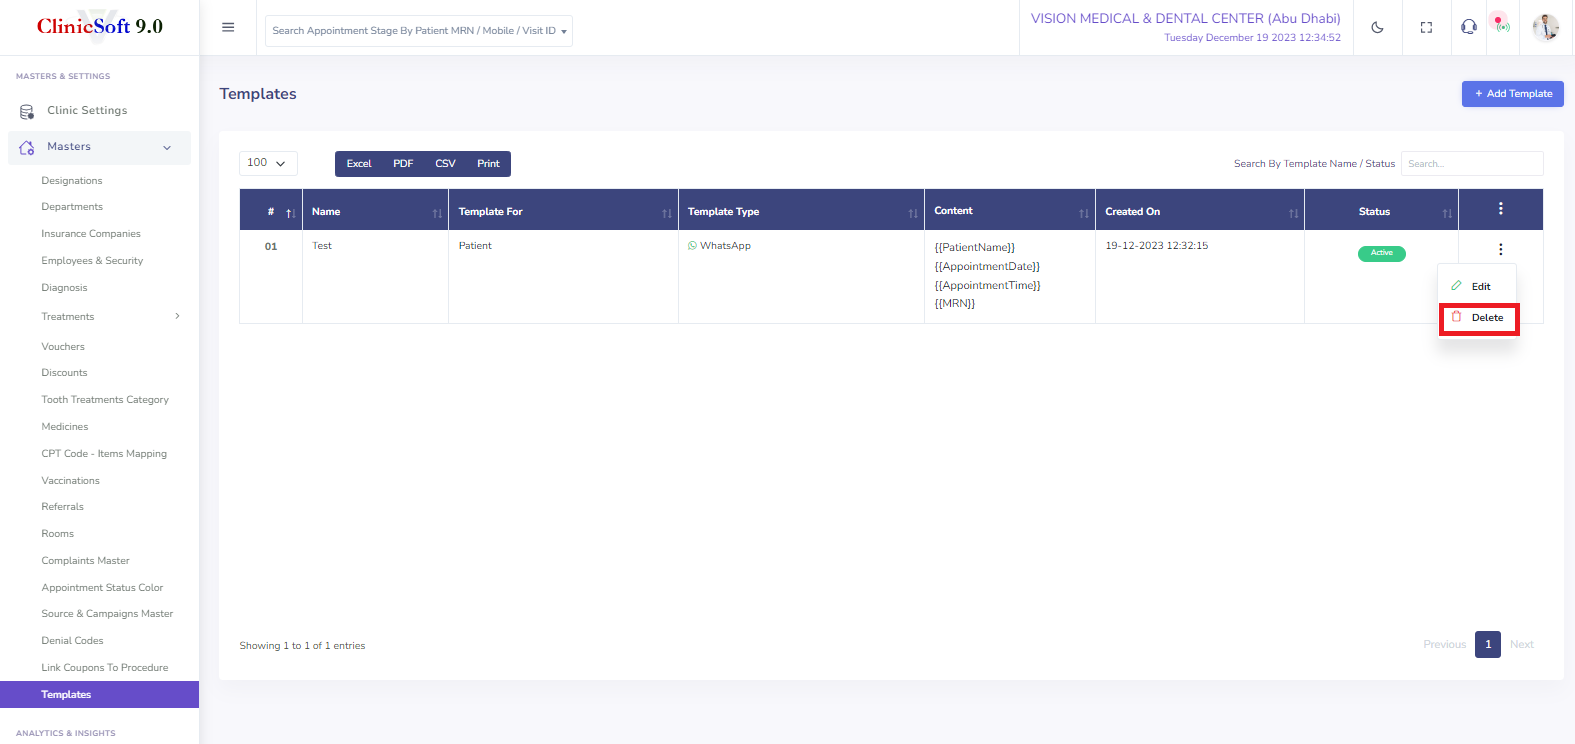 ClinicSoft 9.0
Search Appointment Stage By Patient MRN / Mobile / Visit ID
VISION MEDICAL & DENTAL CENTER (Abu Dhabi)
Tuesday December 19 2023 12:34:52
MASTERS & SETTINGS
Clinic Settings
Masters
Designations
Departments
Insurance Companies
Employees & Security
Diagnosis
Treatments
Vouchers
Discounts
Tooth Treatments Category
Medicines
CPT Code - Items Mapping
Vaccinations
Referrals
Rooms
Complaints Master
Appointment Status Color
Source & Campaigns Master
Denial Codes
Link Coupons To Procedure
Templates
ANALYTICS & INSIGHTS
Templates
+ Add Template
100
Excel PDF CSV Print
Search By Template Name / Status
Search...
# Name Template For Template Type Content Created On Status
01 Test Patient WhatsApp {{PatientName}} 19-12-2023 12:32:15 Active
{{AppointmentDate}}
{{AppointmentTime}}
{{MRN}}
Edit
Delete
Showing 1 to 1 of 1 entries
Previous 1 Next